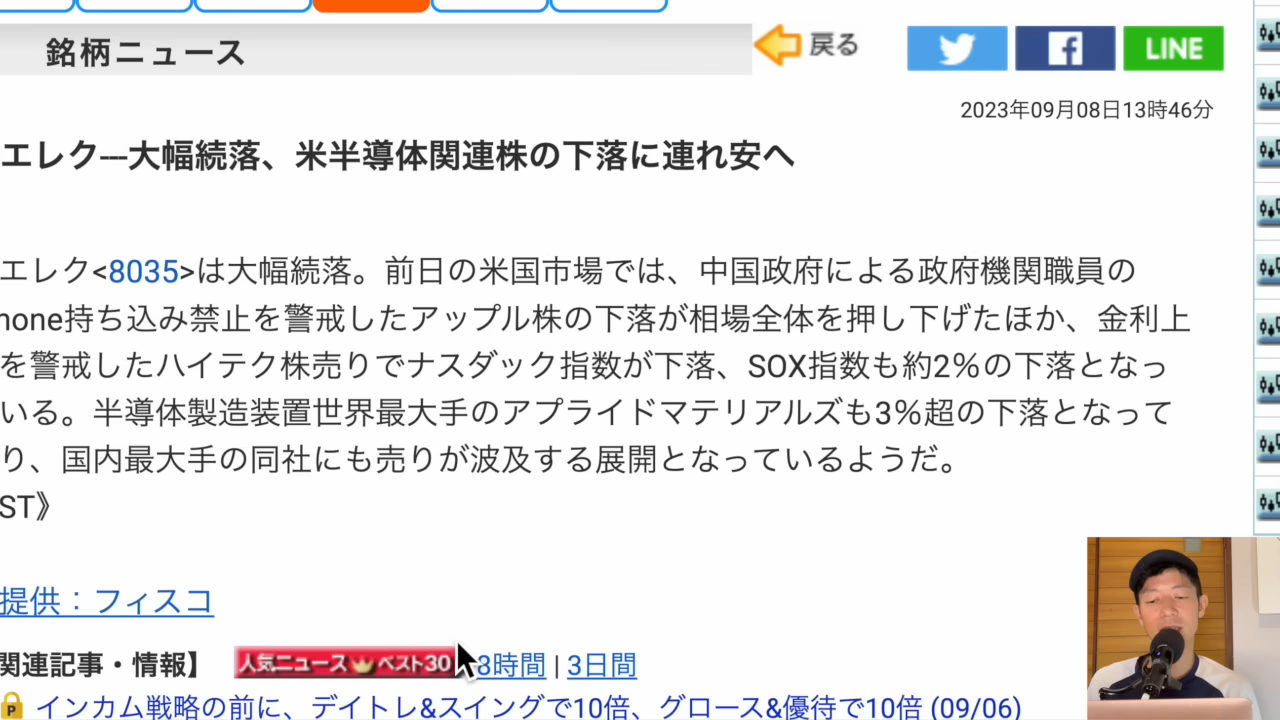 銘柄ニュース
戻る
LINE
2023年09月08日13時46分
エレク---大幅続落、米半導体関連株の下落に連れ安へ
エレク<8035>は大幅続落。前日の米国市場では、中国政府による政府機関職員の
hone持ち込み禁止を警戒したアップル株の下落が相場全体を押し下げたほか、金利上
を警戒したハイテク株売りでナスダック指数が下落、SOX指数も約2%の下落となっ
いる。半導体製造装置世界最大手のアプライドマテリアルズも3%超の下落となって
り、国内最大手の同社にも売りが波及する展開となっているようだ。
ST》
提供:フィスコ
関連記事・情報】 人気ニュース ベスト30 8時間 | 3日間
P インカム戦略の前に、デイトレ&スイングで10倍、グロース&優待で10倍 (09/06)